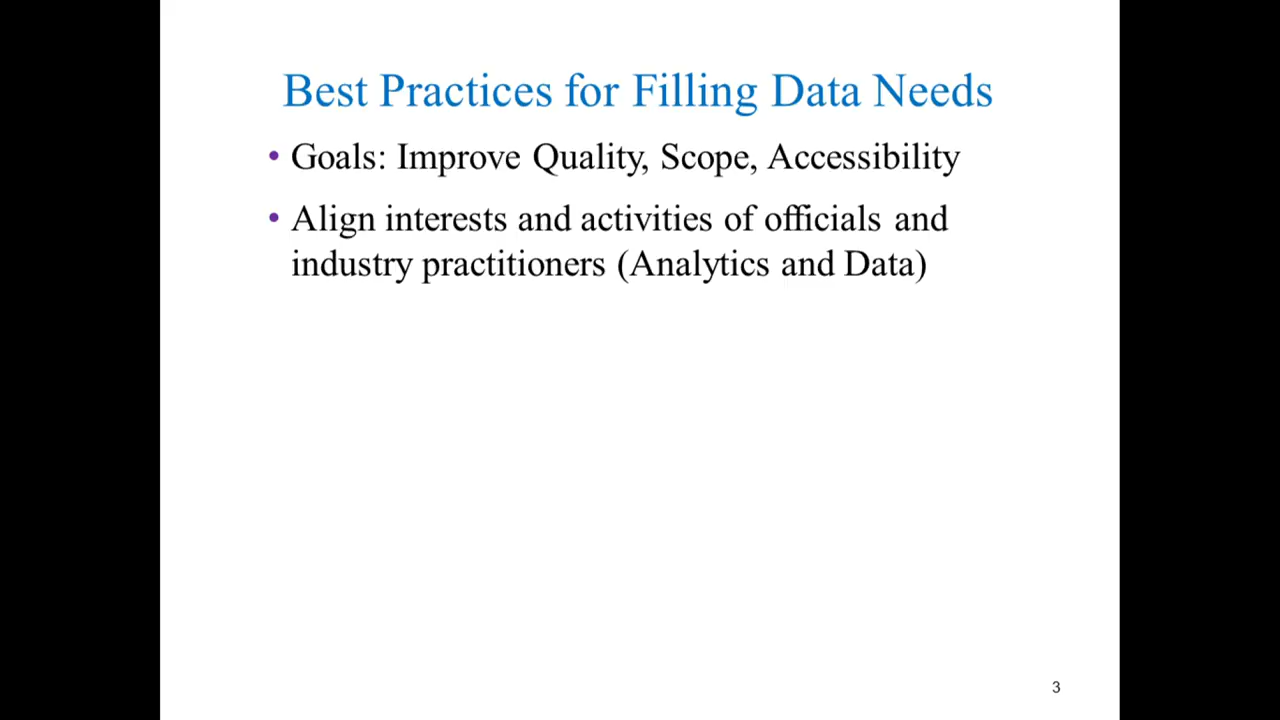 Best Practices for Filling Data Needs
• Goals: Improve Quality, Scope, Accessibility
• Align interests and activities of officials and
industry practitioners (Analytics and Data)
3